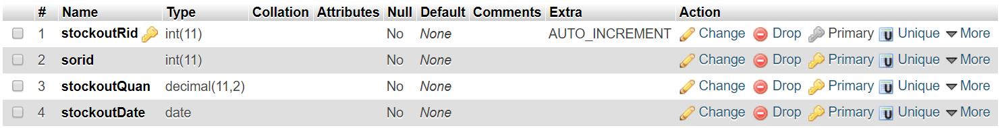 # Name Type Collation Attributes Null Default Comments Extra Action
1 stockoutRid int(11) No None AUTO_INCREMENT Change Drop Primary Unique More
2 sorid int(11) No None Change Drop Primary Unique More
3 stockoutQuan decimal(11,2) No None Change Drop Primary Unique More
4 stockoutDate date No None Change Drop Primary Unique More